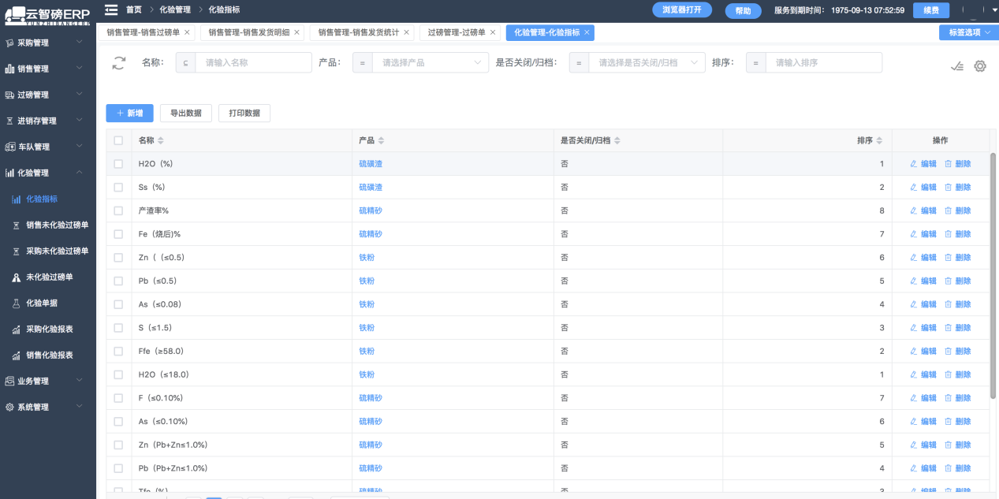 云智磅ERP
YUNZHIBANGERP
首页 > 化验管理 > 化验指标
浏览器打开
帮助
服务到期时间: 1975-09-13 07:52:59
续费
销售管理-销售过磅单 ×
销售管理-销售发货明细 ×
销售管理-销售发货统计 ×
过磅管理-过磅单 ×
化验管理-化验指标 ×
标签选项
采购管理
销售管理
过磅管理
进销存管理
车队管理
化验管理
化验指标
销售未化验过磅单
采购未化验过磅单
未化验过磅单
化验单据
采购化验报表
销售化验报表
业务管理
系统管理
名称: ⊆ 请输入名称
产品: = 请选择产品
是否关闭/归档: = 请选择是否关闭/归档
排序: = 请输入排序
+ 新增
导出数据
打印数据
名称 产品 是否关闭/归档 排序 操作
H2O（%） 硫磺渣 否 1 编辑 删除
Ss（%） 硫磺渣 否 2 编辑 删除
产渣率% 硫精砂 否 8 编辑 删除
Fe（烧后)% 硫精砂 否 7 编辑 删除
Zn（（≤0.5) 铁粉 否 6 编辑 删除
Pb（≤0.5) 铁粉 否 5 编辑 删除
As（≤0.08) 铁粉 否 4 编辑 删除
S（≤1.5) 铁粉 否 3 编辑 删除
Ffe（≥58.0) 铁粉 否 2 编辑 删除
H2O（≤18.0) 铁粉 否 1 编辑 删除
F（≤0.10%) 硫精砂 否 7 编辑 删除
As（≤0.10%) 硫精砂 否 6 编辑 删除
Zn（Pb+Zn≤1.0%) 硫精砂 否 5 编辑 删除
Pb（Pb+Zn≤1.0%) 硫精砂 否 4 编辑 删除
Tfe（%） 硫精砂 否 3 编辑 删除